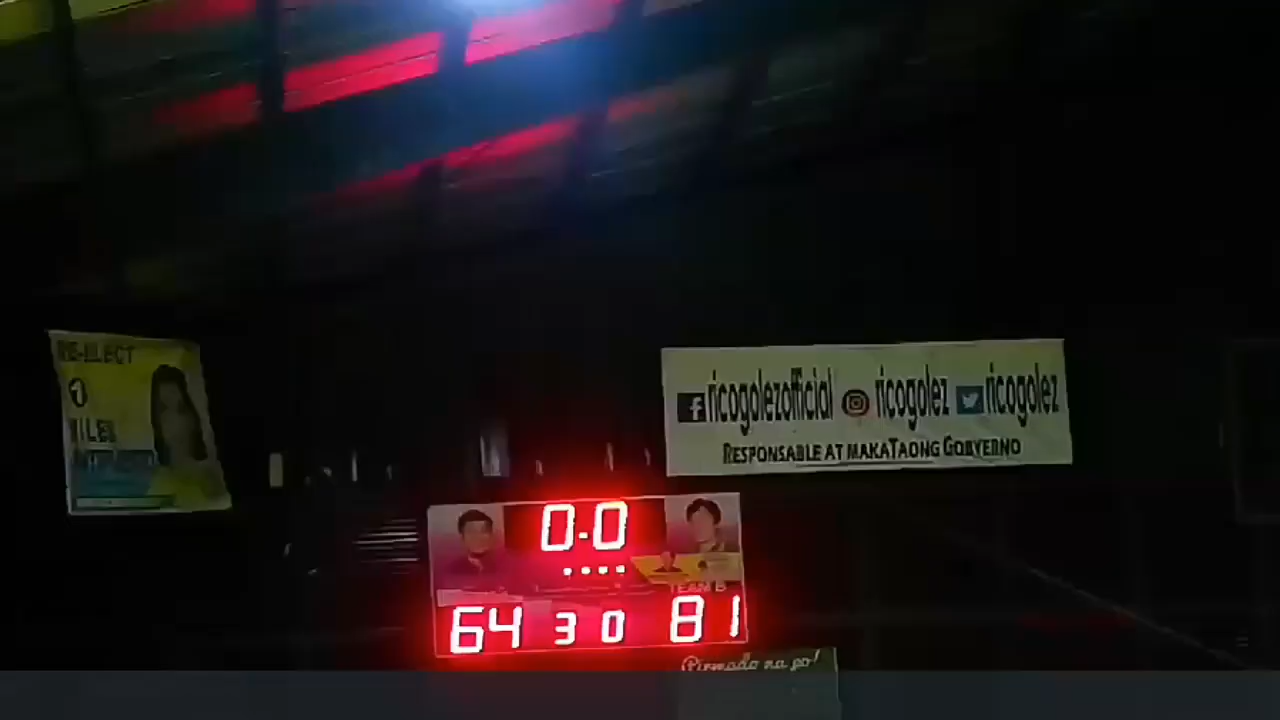 RE-ELECT
1
ricogolezofficial ricogolez ricogolez
RESPONSABLE AT MAKATAONG GOBYERNO
0.0
TEAM B
64 3 0 81
Pirmado na po!